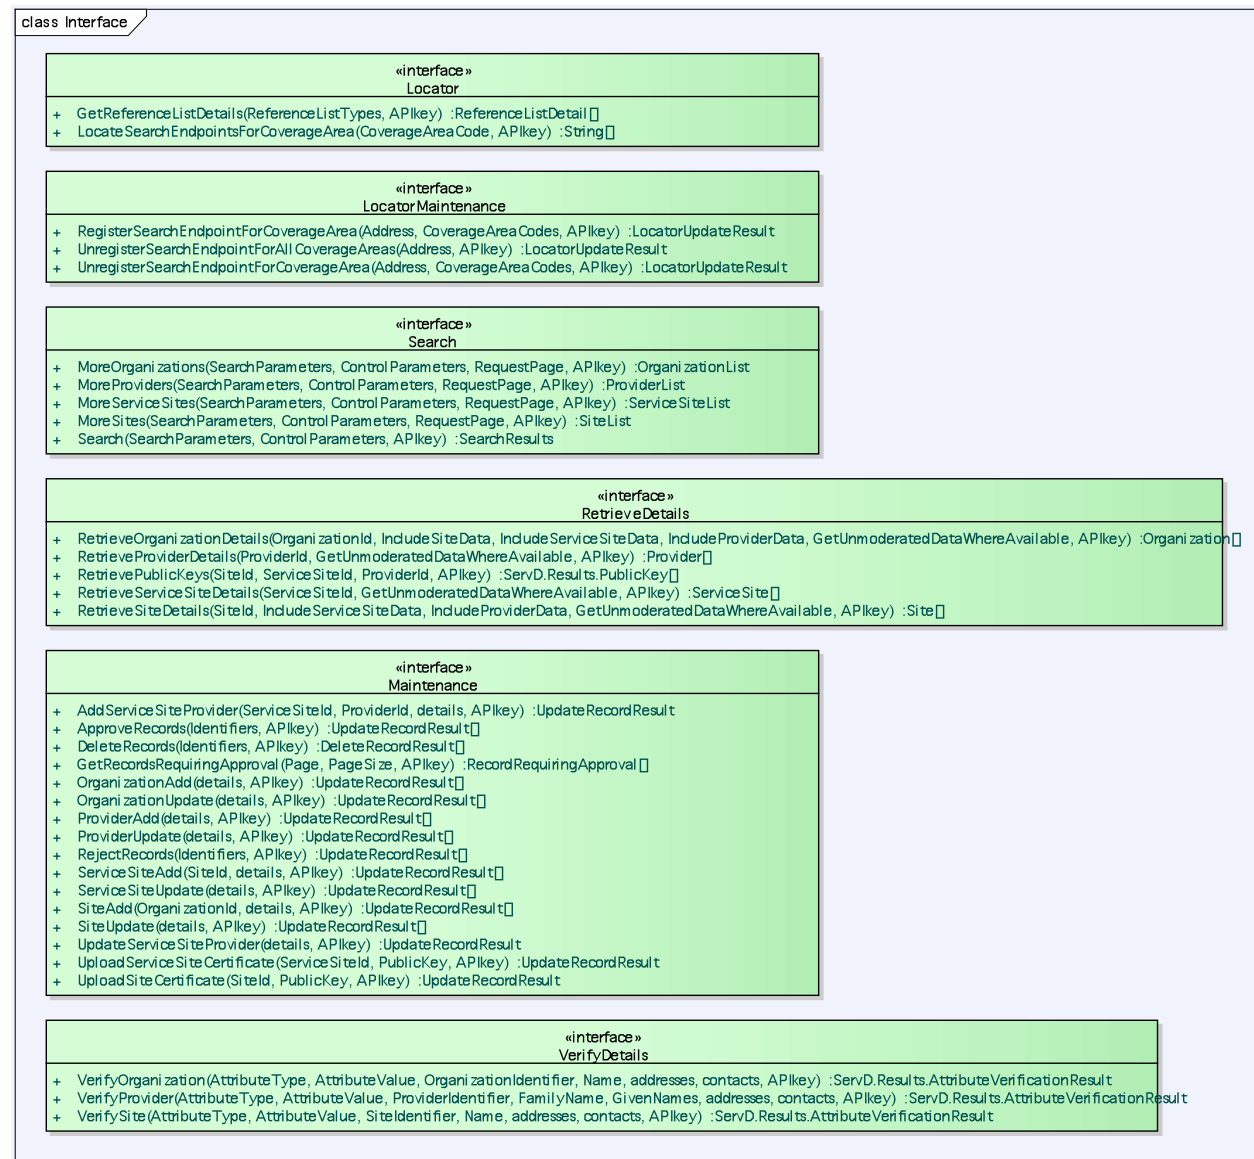 class Interface
«interface»
Locator
+ GetReferenceListDetails(ReferenceListTypes, APIkey) :ReferenceListDetail[]
+ LocateSearchEndpointsForCoverageArea(CoverageAreaCode, APIkey) :String[]
«interface»
LocatorMaintenance
+ RegisterSearchEndpointForCoverageArea(Address, CoverageAreaCodes, APIkey) :LocatorUpdateResult
+ UnregisterSearchEndpointForAllCoverageAreas(Address, APIkey) :LocatorUpdateResult
+ UnregisterSearchEndpointForCoverageArea(Address, CoverageAreaCodes, APIkey) :LocatorUpdateResult
«interface»
Search
+ MoreOrganizations(SearchParameters, ControlParameters, RequestPage, APIkey) :OrganizationList
+ MoreProviders(SearchParameters, ControlParameters, RequestPage, APIkey) :ProviderList
+ MoreServiceSites(SearchParameters, ControlParameters, RequestPage, APIkey) :ServiceSiteList
+ MoreSites(SearchParameters, ControlParameters, RequestPage, APIkey) :SiteList
+ Search(SearchParameters, ControlParameters, APIkey) :SearchResults
«interface»
RetrieveDetails
+ RetrieveOrganizationDetails(OrganizationId, IncludeSiteData, IncludeServiceSiteData, IncludeProviderData, GetUnmoderatedDataWhereAvailable, APIkey) :Organization[]
+ RetrieveProviderDetails(ProviderId, GetUnmoderatedDataWhereAvailable, APIkey) :Provider[]
+ RetrievePublicKeys(SiteId, ServiceSiteId, ProviderId, APIkey) :ServD.Results.PublicKey[]
+ RetrieveServiceSiteDetails(ServiceSiteId, GetUnmoderatedDataWhereAvailable, APIkey) :ServiceSite[]
+ RetrieveSiteDetails(SiteId, IncludeServiceSiteData, IncludeProviderData, GetUnmoderatedDataWhereAvailable, APIkey) :Site[]
«interface»
Maintenance
+ AddServiceSiteProvider(ServiceSiteId, ProviderId, details, APIkey) :UpdateRecordResult
+ ApproveRecords(Identifiers, APIkey) :UpdateRecordResult[]
+ DeleteRecords(Identifiers, APIkey) :DeleteRecordResult[]
+ GetRecordsRequiringApproval(Page, PageSize, APIkey) :RecordRequiringApproval[]
+ OrganizationAdd(details, APIkey) :UpdateRecordResult[]
+ OrganizationUpdate(details, APIkey) :UpdateRecordResult[]
+ ProviderAdd(details, APIkey) :UpdateRecordResult[]
+ ProviderUpdate(details, APIkey) :UpdateRecordResult[]
+ RejectRecords(Identifiers, APIkey) :UpdateRecordResult[]
+ ServiceSiteAdd(SiteId, details, APIkey) :UpdateRecordResult[]
+ ServiceSiteUpdate(details, APIkey) :UpdateRecordResult[]
+ SiteAdd(OrganizationId, details, APIkey) :UpdateRecordResult[]
+ SiteUpdate(details, APIkey) :UpdateRecordResult[]
+ UpdateServiceSiteProvider(details, APIkey) :UpdateRecordResult
+ UploadServiceSiteCertificate(ServiceSiteId, PublicKey, APIkey) :UpdateRecordResult
+ UploadSiteCertificate(SiteId, PublicKey, APIkey) :UpdateRecordResult
«interface»
VerifyDetails
+ VerifyOrganization(AttributeType, AttributeValue, OrganizationIdentifier, Name, addresses, contacts, APIkey) :ServD.Results.AttributeVerificationResult
+ VerifyProvider(AttributeType, AttributeValue, ProviderIdentifier, FamilyName, GivenNames, addresses, contacts, APIkey) :ServD.Results.AttributeVerificationResult
+ VerifySite(AttributeType, AttributeValue, SiteIdentifier, Name, addresses, contacts, APIkey) :ServD.Results.AttributeVerificationResult